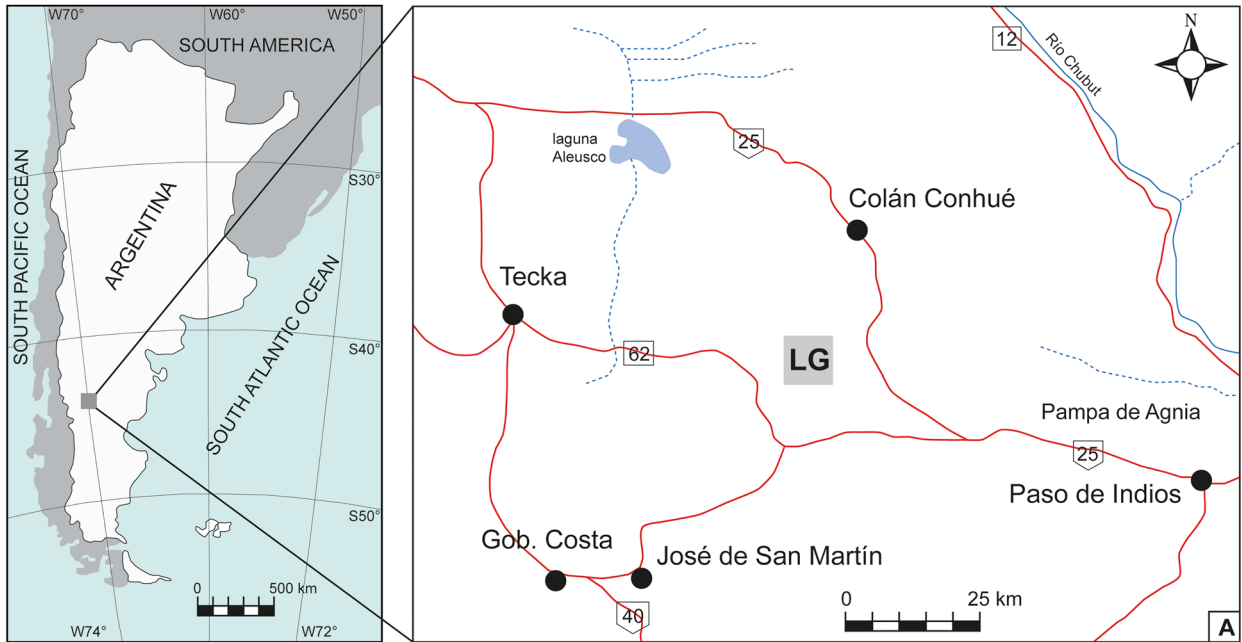 W70°
W60°
W50°
SOUTH AMERICA
SOUTH PACIFIC OCEAN
ARGENTINA
S30°
SOUTH ATLANTIC OCEAN
S40°
S50°
0 500 km
W74°
W72°
12
Río Chubut
N
laguna
Aleusco
25
Colán Conhué
Tecka
62
LG
Pampa de Agnia
25
Paso de Indios
Gob. Costa
José de San Martín
40
0 25 km
A